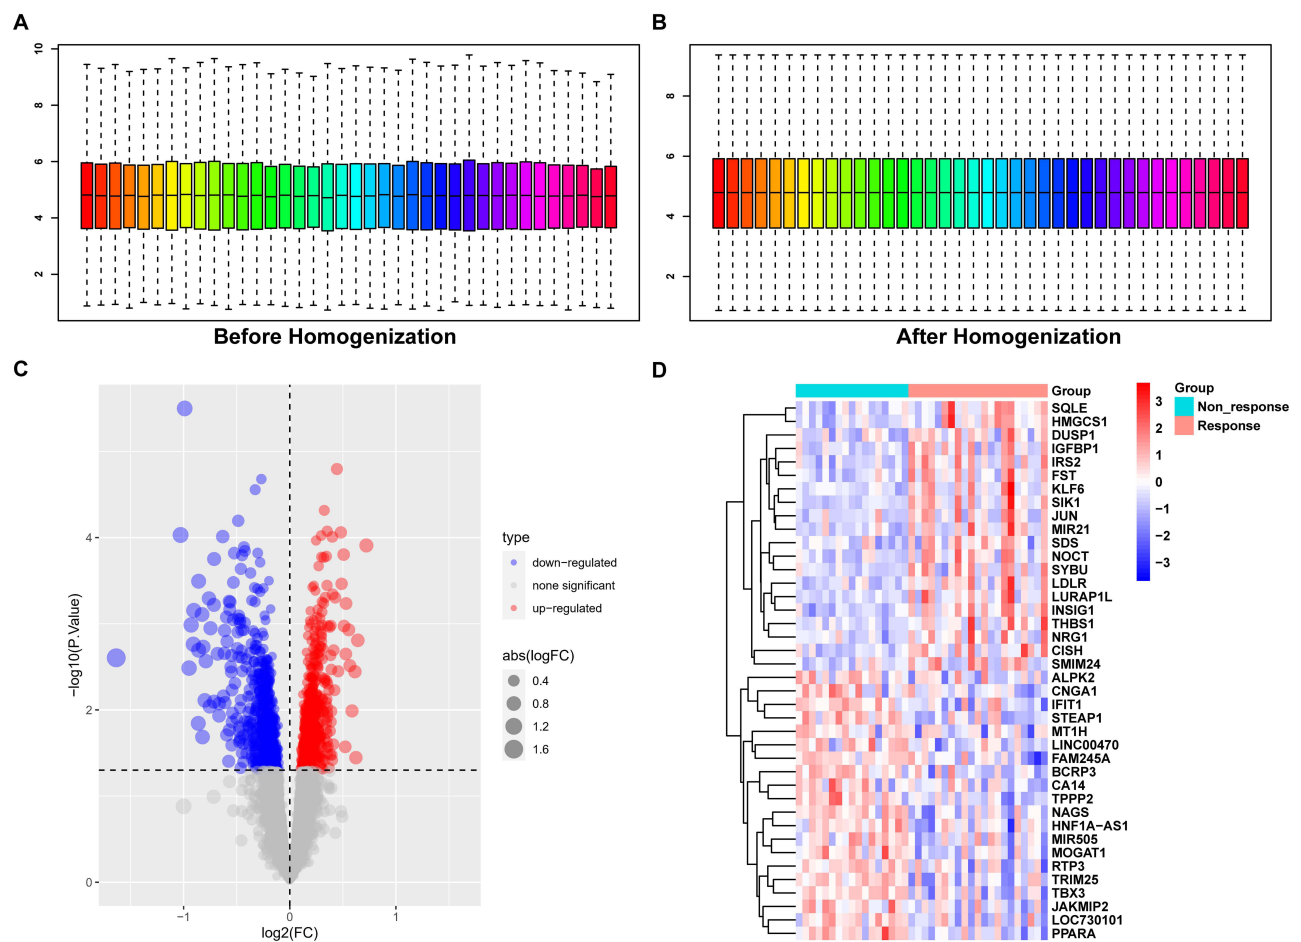 A
10
8
6
4
2
Before Homogenization
B
8
6
4
2
After Homogenization
C
−log10(P.Value)
4
2
0
−1
0
1
log2(FC)
type
down−regulated
none significant
up−regulated
abs(logFC)
0.4
0.8
1.2
1.6
D
Group
SQLE
HMGCS1
DUSP1
IGFBP1
IRS2
FST
KLF6
SIK1
JUN
MIR21
SDS
NOCT
SYBU
LDLR
LURAP1L
INSIG1
THBS1
NRG1
CISH
SMIM24
ALPK2
CNGA1
IFIT1
STEAP1
MT1H
LINC00470
FAM245A
BCRP3
CA14
TPPP2
NAGS
HNF1A−AS1
MIR505
MOGAT1
RTP3
TRIM25
TBX3
JAKMIP2
LOC730101
PPARA
3
2
1
0
−1
−2
−3
Group
Non_response
Response